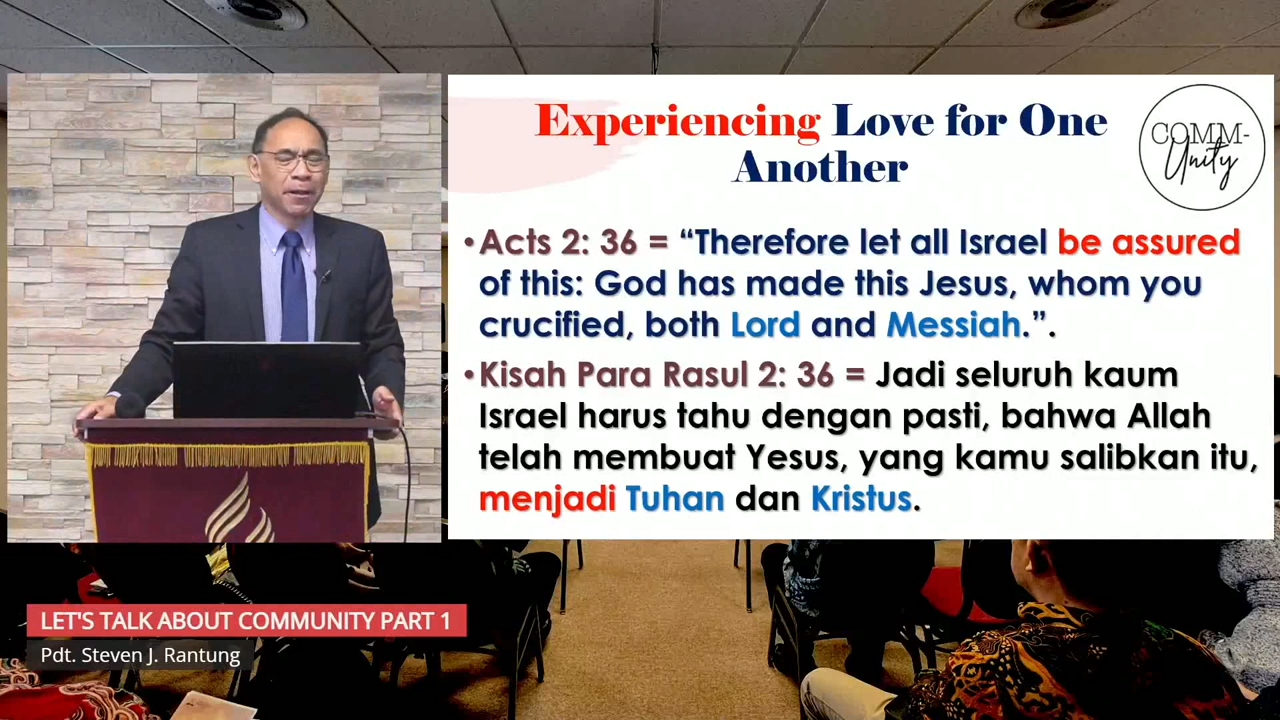 Experiencing Love for One
Another
COMM-
Unity
•Acts 2: 36 = “Therefore let all Israel be assured
of this: God has made this Jesus, whom you
crucified, both Lord and Messiah.”.
•Kisah Para Rasul 2: 36 = Jadi seluruh kaum
Israel harus tahu dengan pasti, bahwa Allah
telah membuat Yesus, yang kamu salibkan itu,
menjadi Tuhan dan Kristus.
LET'S TALK ABOUT COMMUNITY PART 1
Pdt. Steven J. Rantung